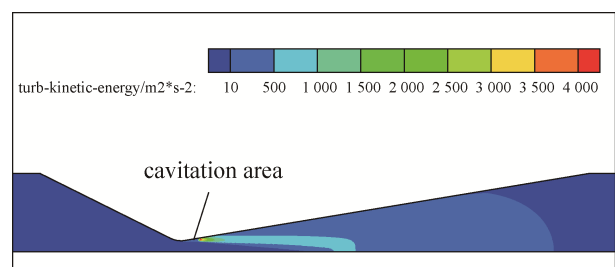 turb-kinetic-energy/m2*s-2:
10 500 1 000 1 500 2 000 2 500 3 000 3 500 4 000
cavitation area